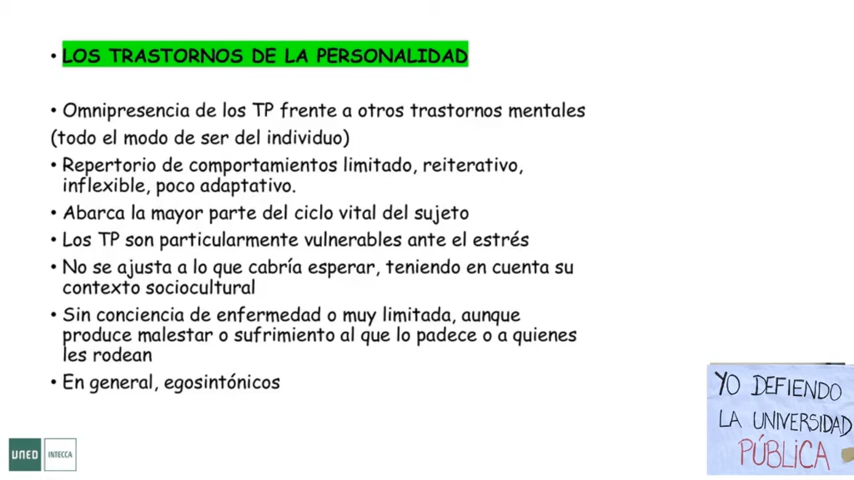 • LOS TRASTORNOS DE LA PERSONALIDAD
• Omnipresencia de los TP frente a otros trastornos mentales
(todo el modo de ser del individuo)
• Repertorio de comportamientos limitado, reiterativo,
inflexible, poco adaptativo.
• Abarca la mayor parte del ciclo vital del sujeto
• Los TP son particularmente vulnerables ante el estrés
• No se ajusta a lo que cabría esperar, teniendo en cuenta su
contexto sociocultural
• Sin conciencia de enfermedad o muy limitada, aunque
produce malestar o sufrimiento al que lo padece o a quienes
les rodean
• En general, egosintónicos
UNED INTECCA
YO DEFIENDO
LA UNIVERSIDAD
PÚBLICA